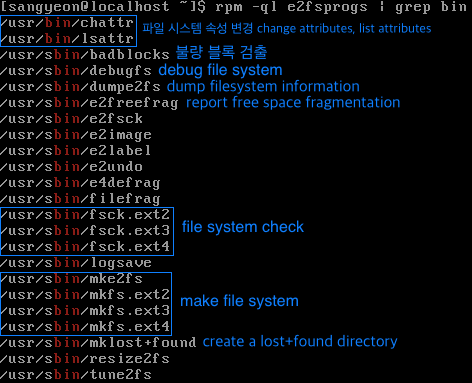 [sangyeon@localhost ~]$ rpm -ql e2fsprogs | grep bin
/usr/bin/chattr 파일 시스템 속성 변경 change attributes, list attributes
/usr/bin/lsattr
/usr/sbin/badblocks 불량 블록 검출
/usr/sbin/debugfs debug file system
/usr/sbin/dumpe2fs dump filesystem information
/usr/sbin/e2freefrag report free space fragmentation
/usr/sbin/e2fsck
/usr/sbin/e2image
/usr/sbin/e2label
/usr/sbin/e2undo
/usr/sbin/e4defrag
/usr/sbin/filefrag
/usr/sbin/fsck.ext2
/usr/sbin/fsck.ext3 file system check
/usr/sbin/fsck.ext4
/usr/sbin/logsave
/usr/sbin/mke2fs
/usr/sbin/mkfs.ext2
/usr/sbin/mkfs.ext3 make file system
/usr/sbin/mkfs.ext4
/usr/sbin/mklost+found create a lost+found directory
/usr/sbin/resize2fs
/usr/sbin/tune2fs